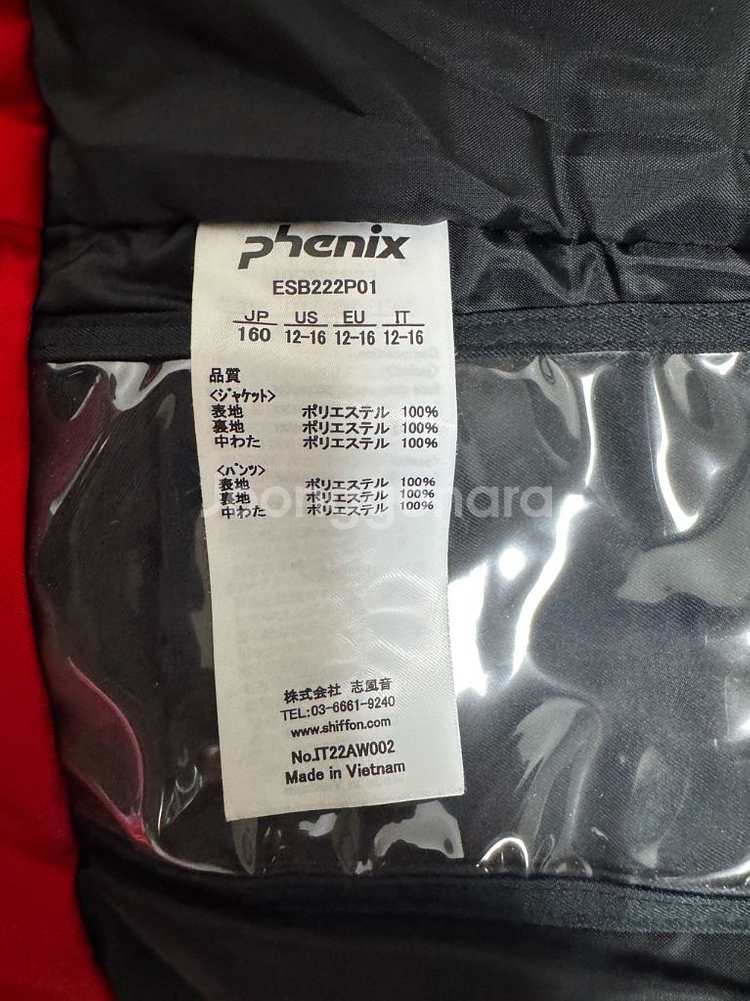 phenix
ESB222P01
JP US EU IT
160 12-16 12-16 12-16
品質
<ジャケット>
表地 ポリエステル 100%
裏地 ポリエステル 100%
中わた ポリエステル 100%
<パンツ>
表地 ポリエステル 100%
裏地 ポリエステル 100%
中わた ポリエステル 100%
Joonggonara
株式会社 志風音
TEL:03-6661-9240
www.shiffon.com
No.IT22AW002
Made in Vietnam